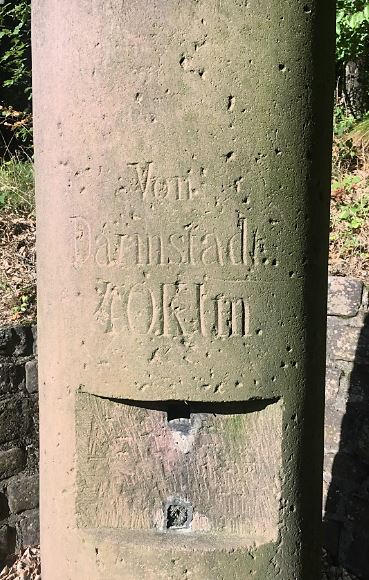 Von
Darmstadt.
40 Klm.